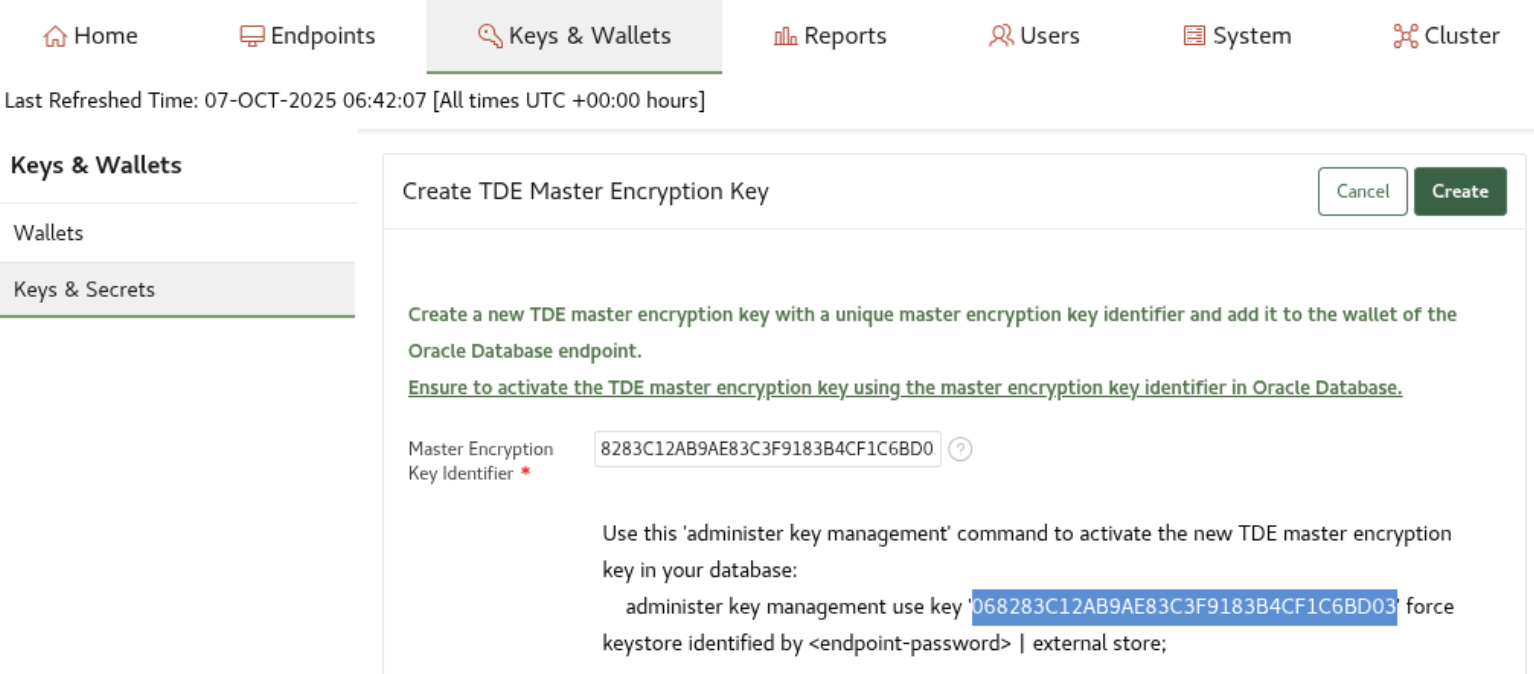 Home Endpoints Keys & Wallets Reports Users System Cluster
Last Refreshed Time: 07-OCT-2025 06:42:07 [All times UTC +00:00 hours]
Keys & Wallets
Wallets
Keys & Secrets
Create TDE Master Encryption Key
Cancel
Create
Create a new TDE master encryption key with a unique master encryption key identifier and add it to the wallet of the
Oracle Database endpoint.
Ensure to activate the TDE master encryption key using the master encryption key identifier in Oracle Database.
Master Encryption
Key Identifier *
8283C12AB9AE83C3F9183B4CF1C6BD0
?
Use this 'administer key management' command to activate the new TDE master encryption
key in your database:
administer key management use key '068283C12AB9AE83C3F9183B4CF1C6BD03' force
keystore identified by <endpoint-password> | external store;